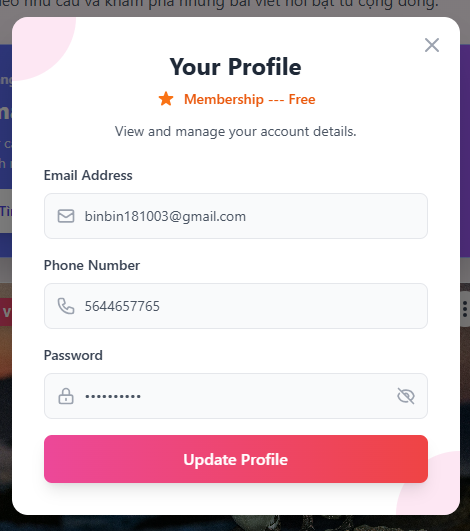 theo nhu cầu và khám phá những bài viết nổi bật từ cộng đồng.
Your Profile
Membership --- Free
View and manage your account details.
Email Address
binbin181003@gmail.com
Phone Number
5644657765
Password
••••••••••
Update Profile